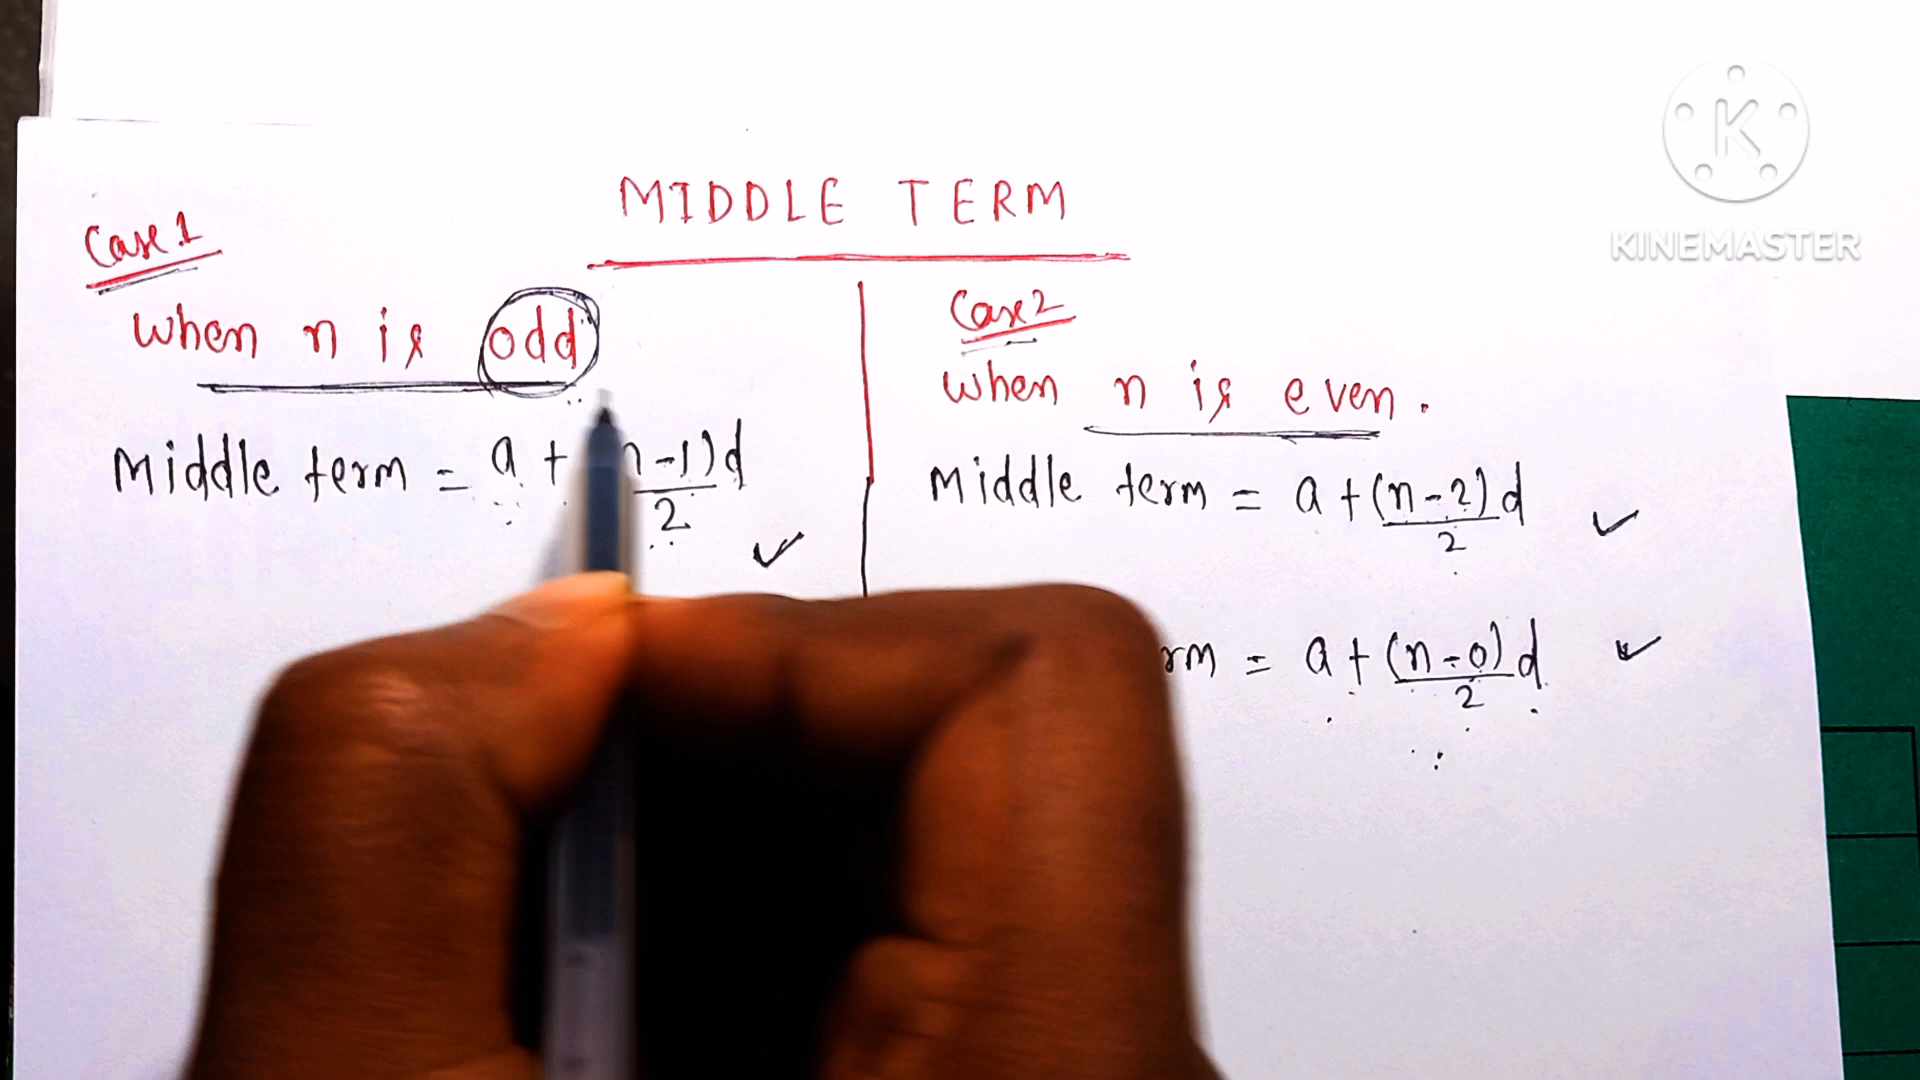 MIDDLE TERM
Case 1
When n is odd
Middle term = a + (n-1)d
2
Case 2
When n is even.
Middle term = a + (n-2)d
2
= a + (n-0)d
2
K
KINEMASTER